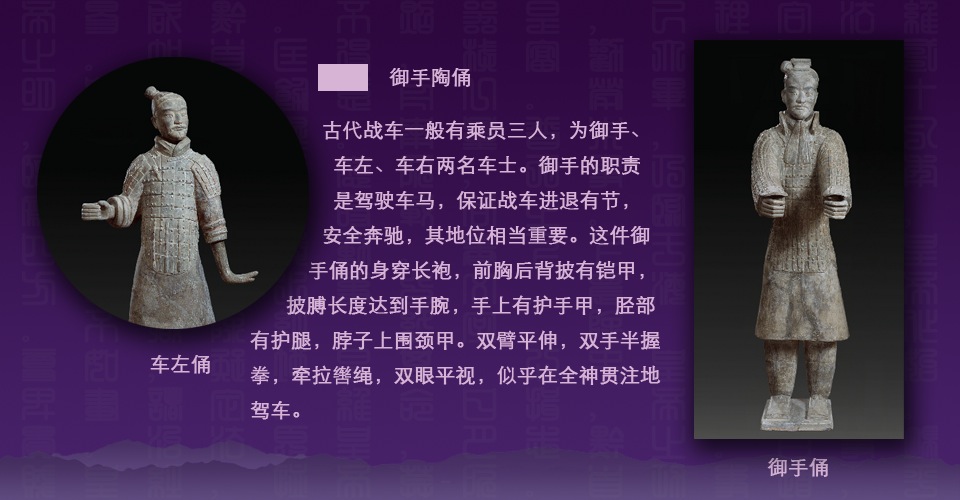 御手陶俑
古代战车一般有乘员三人，为御手、
车左、车右两名车士。御手的职责
是驾驶车马，保证战车进退有节，
安全奔驰，其地位相当重要。这件御
手俑的身穿长袍，前胸后背披有铠甲，
披膊长度达到手腕，手上有护手甲，胫部
有护腿，脖子上围颈甲。双臂平伸，双手半握
拳，牵拉辔绳，双眼平视，似乎在全神贯注地
驾车。
车左俑
御手俑